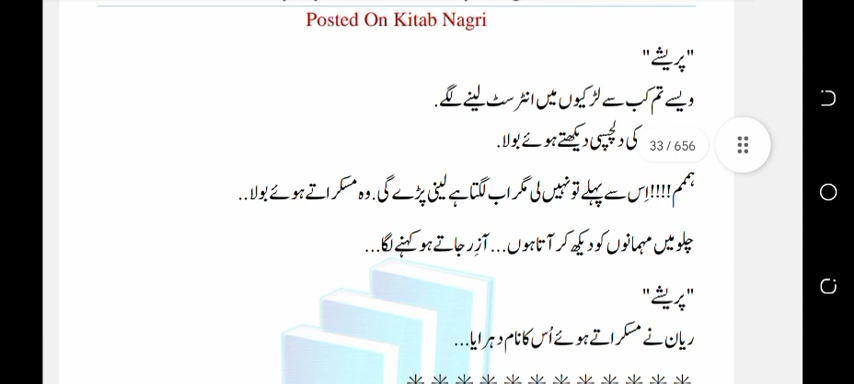 Posted On Kitab Nagri
"پریشے"
ویسے تم کب سے لڑکیوں میں انٹرسٹ لینے لگے.
کی دلچسپی دیکھتے ہوئے بولا.
33 / 656
ہممم!!!!اِس سے پہلے تو نہیں لی مگر اب لگتا ہے لینی پڑے گی.وہ مسکراتے ہوئے بولا..
چلو میں مہمانوں کو دیکھ کر آتا ہوں...آزر جاتے ہو کہنے لگا...
"پریشے"
ریان نے مسکراتے ہوئے اُس کا نام دہرایا...
************